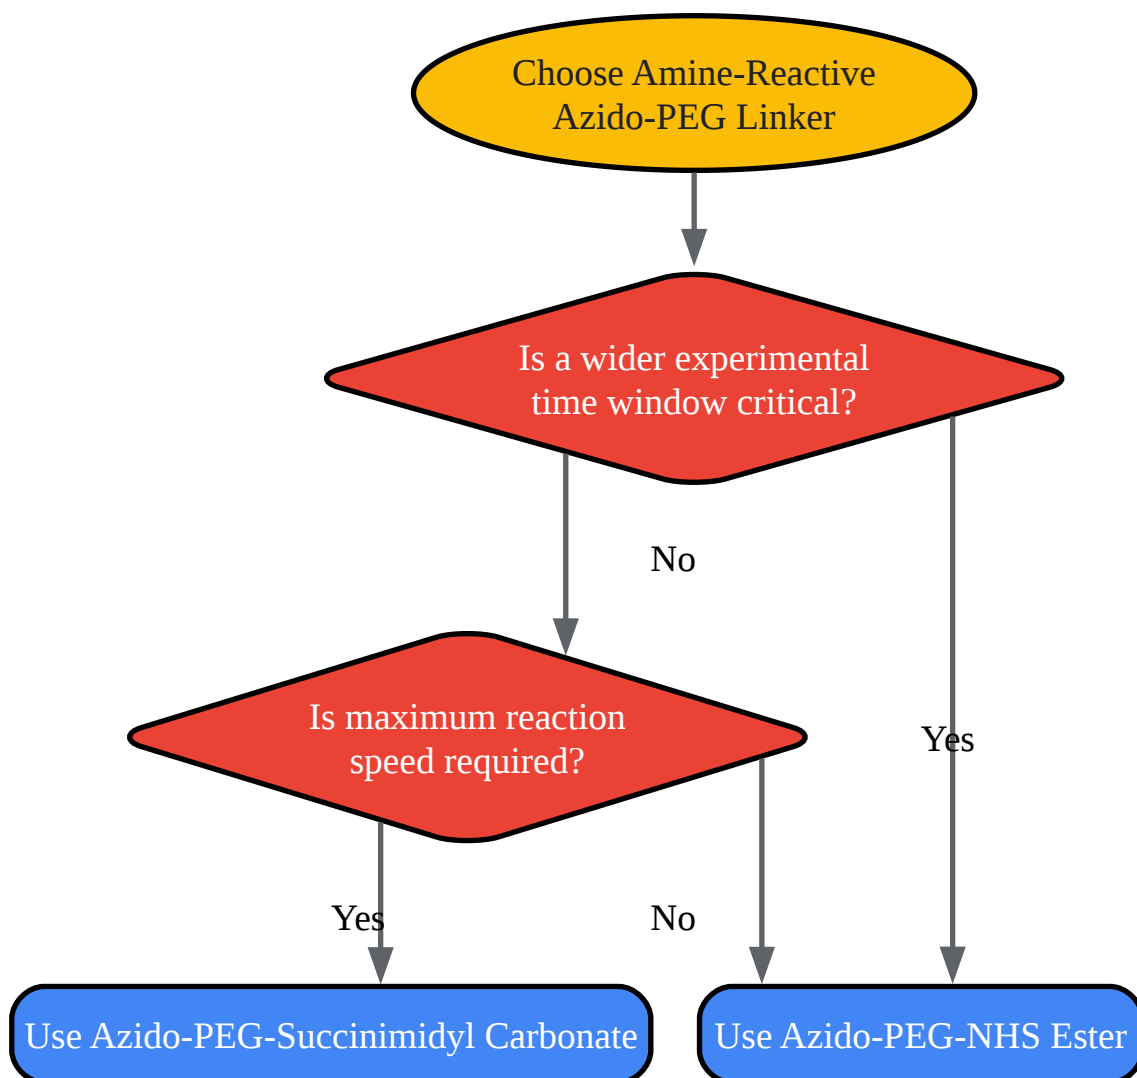 Choose Amine-Reactive
Azido-PEG Linker
Is a wider experimental
time window critical?
No
Is maximum reaction
speed required?
Yes
Yes
No
Use Azido-PEG-Succinimidyl Carbonate
Use Azido-PEG-NHS Ester